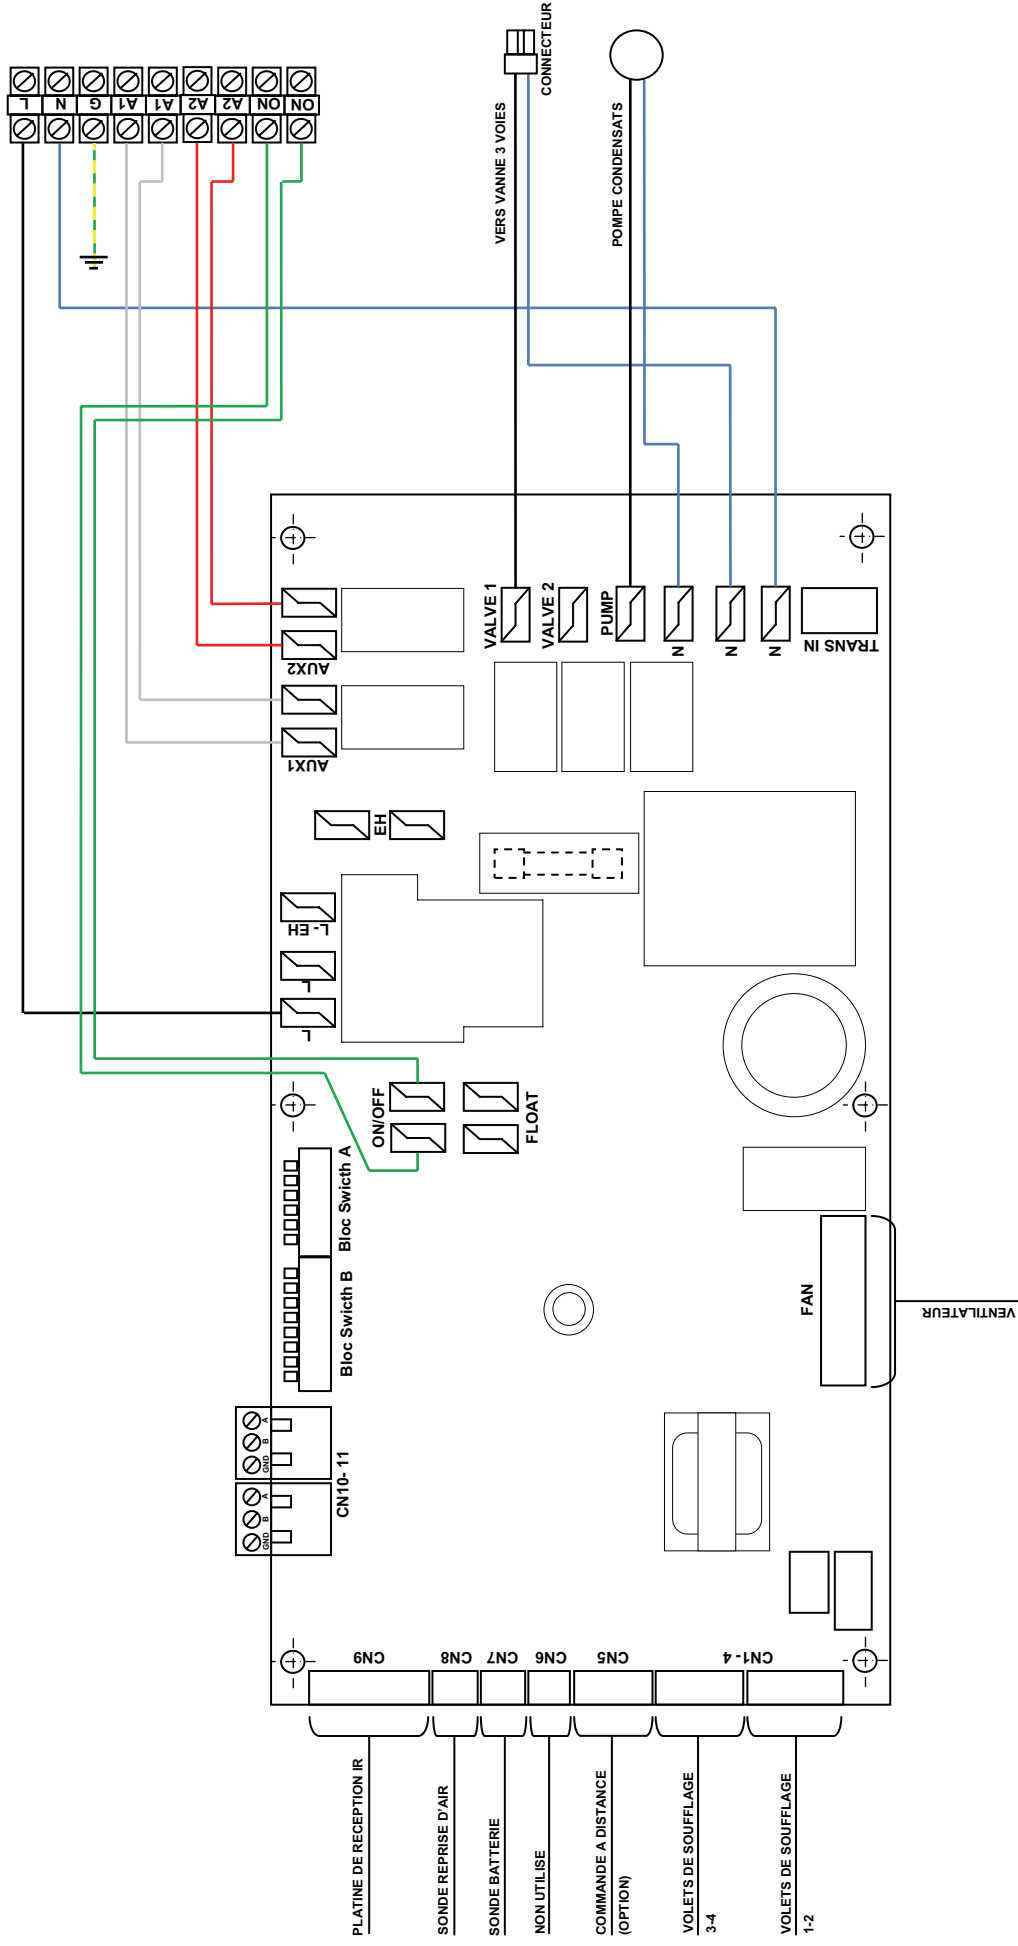 L
N
G
A1
A1
A2
A2
ON
ON
CONNECTEUR
VERS VANNE 3 VOIES
POMPE CONDENSATS
VALVE 1
VALVE 2
PUMP
N
N
N
TRANS IN
AUX2
AUX1
EH
L - EH
L
L
ON/OFF
FLOAT
Bloc Swicth A
Bloc Swicth B
FAN
VENTILATEUR
A
B
GND
A
B
GND
CN10- 11
CN9
CN8
CN7
CN6
CN5
CN1- 4
PLATINE DE RECEPTION IR
SONDE REPRISE D'AIR
SONDE BATTERIE
NON UTILISE
COMMANDE A DISTANCE
(OPTION)
VOLETS DE SOUFFLAGE
3-4
VOLETS DE SOUFFLAGE
1-2